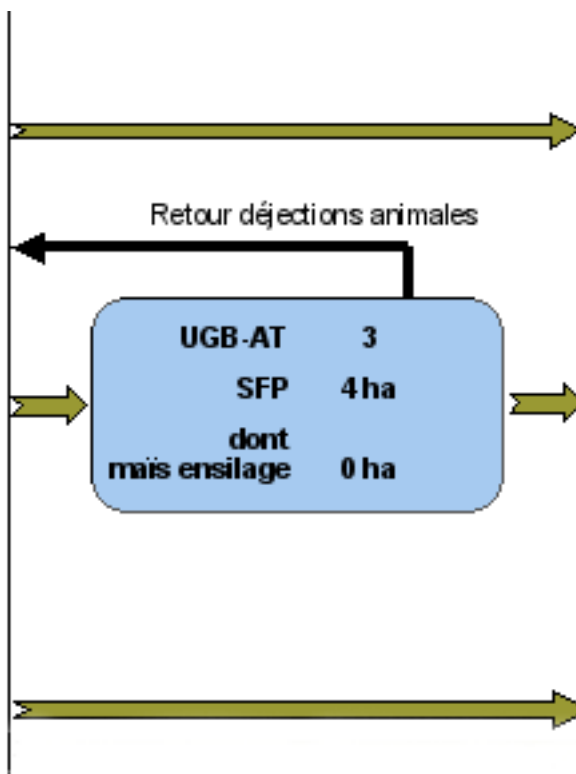 Retour déjections animales
UGB-AT 3
SFP 4 ha
dont
maïs ensilage 0 ha